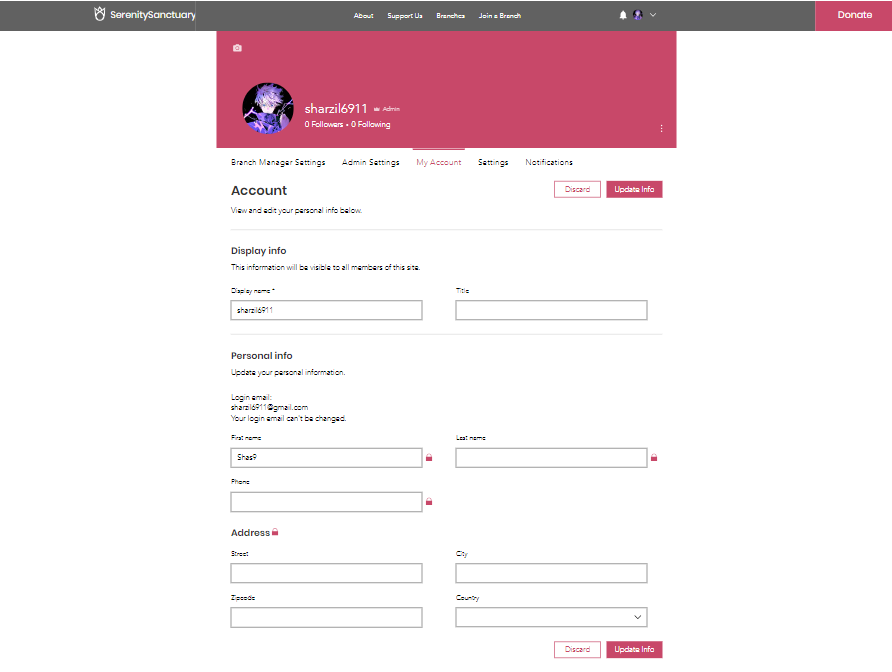 SerenitySanctuary
About Support Us Branches Join a Branch
Donate
sharzil6911 Admin
0 Followers • 0 Following
Branch Manager Settings Admin Settings My Account Settings Notifications
Account
Discard Update Info
View and edit your personal info below.
Display info
This information will be visible to all members of this site.
Display name * Title
sharzil6911
Personal info
Update your personal information.
Login email:
sharzil6911@gmail.com
Your login email can't be changed.
First name Last name
Shas9
Phone
Address
Street City
Zipcode Country
Discard Update Info